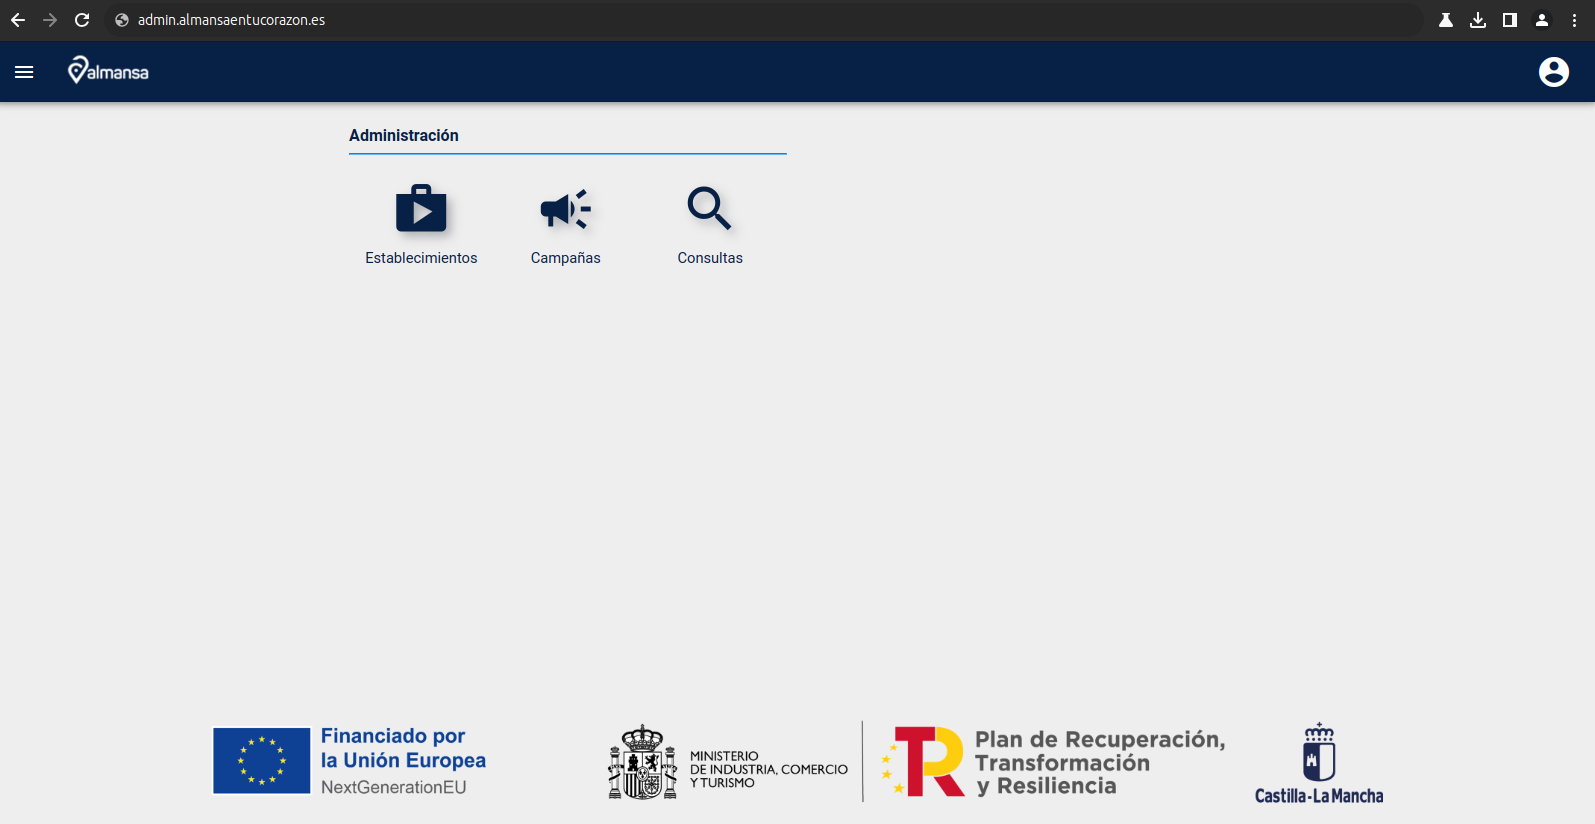 admin.almansaentucorazon.es
almansa
Administración
Establecimientos
Campañas
Consultas
Financiado por
la Unión Europea
NextGenerationEU
MINISTERIO
DE INDUSTRIA, COMERCIO
Y TURISMO
TR
Plan de Recuperación,
Transformación
y Resiliencia
Castilla-La Mancha